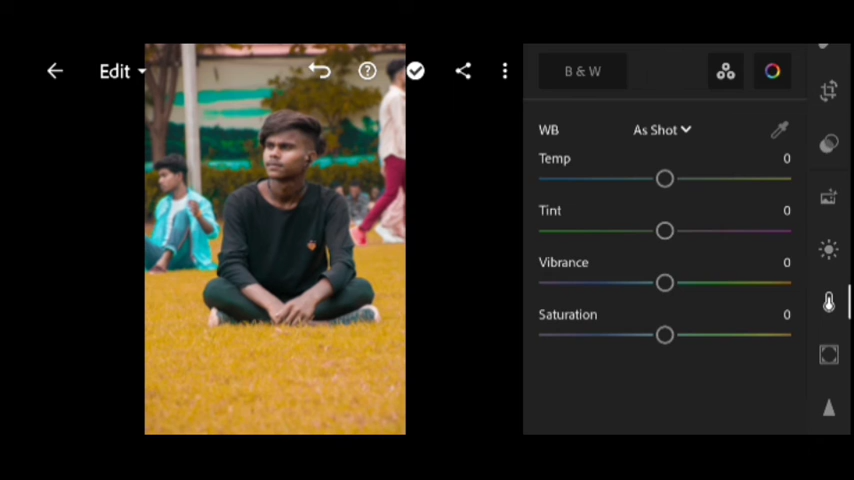 Edit
B & W
WB As Shot
Temp 0
Tint 0
Vibrance 0
Saturation 0